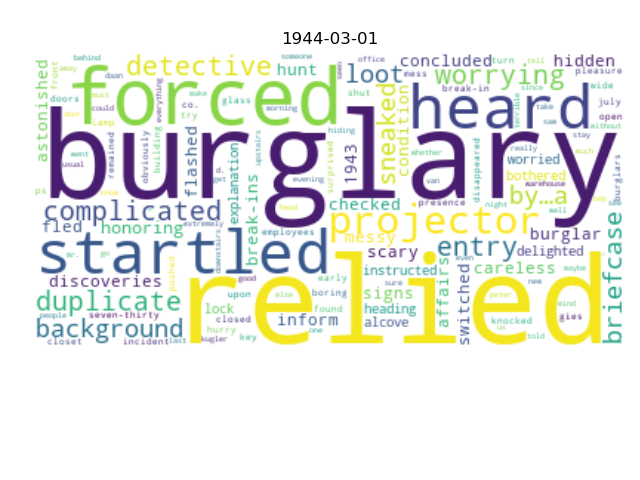 1944-03-01
behind
away
front
daan
someone
office
seen
turn
tell
pleasure
detective
hunt
loot
mess
concluded
hidden
astonished
doors
must
could
glass
make
co.
try
morning
shut
worrying
break-in
since
wide
july
open
forced
heard
lamp
building
everything
flashed
sneaked
condition
hiding
terrible
take
saw
without
stay
burglary
remained
obviously
usual
d.
get
explanation
upstairs
surprised
1943
whether
really
worried
much
ps
know
break-ins
evening
van
disappeared
bothered
warehouse
burglars
complicated
head
checked
presence
night
by…a
fled
honoring
extremely
employees
projector
messy
burglar
well
startled
mr.
go
downstairs
scary
entry
delighted
briefcase
discoveries
pushed
good
early
instructed
affairs
careless
even
maybe
duplicate
upon
else
boring
signs
sure
relied
peter
new
mind
people
seven-thirty
lock
closed
found
heading
switched
gies
background
hurry
inform
alcove
knocked
us
told
closet
incident
last
kugler
key
one